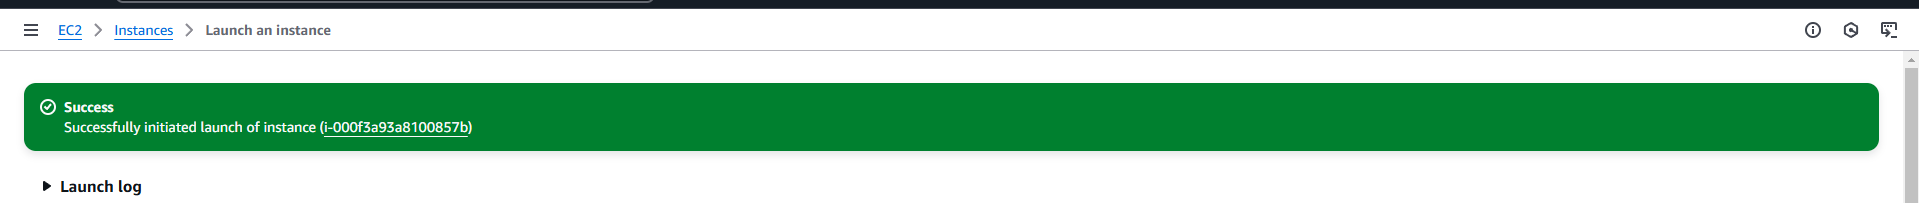 EC2 > Instances > Launch an instance
Success
Successfully initiated launch of instance (i-000f3a93a8100857b)
Launch log